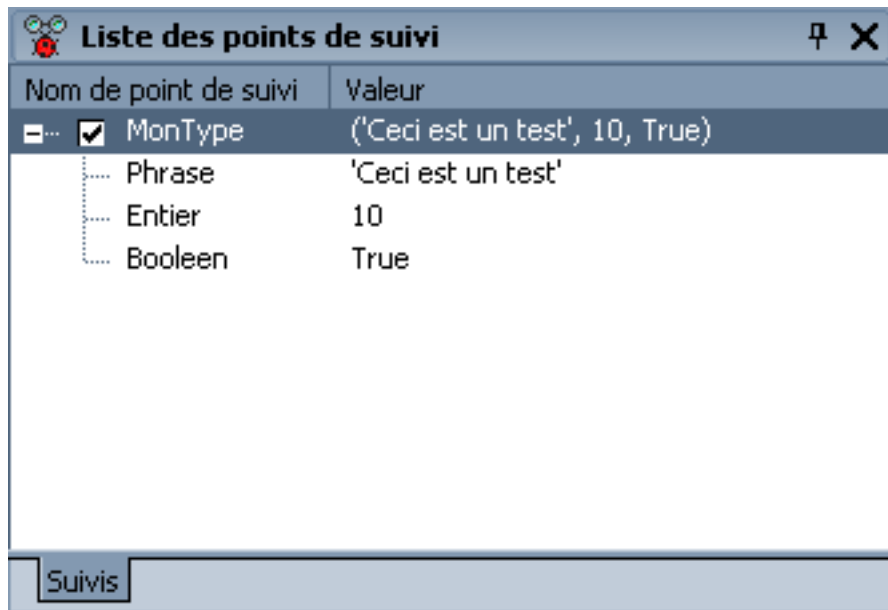 Liste des points de suivi
Nom de point de suivi Valeur
MonType ('Ceci est un test', 10, True)
Phrase 'Ceci est un test'
Entier 10
Booleen True
Suivis